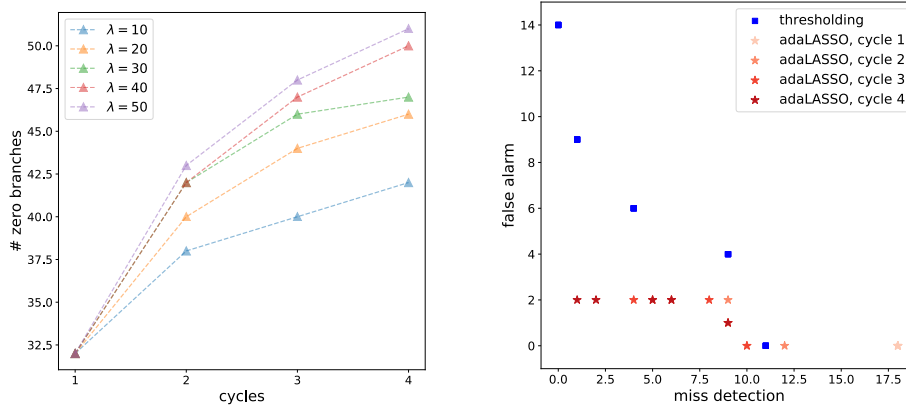 λ = 10
λ = 20
λ = 30
λ = 40
λ = 50
50.0
47.5
45.0
42.5
40.0
37.5
35.0
32.5
# zero branches
1
2
3
4
cycles
thresholding
adaLASSO, cycle 1
adaLASSO, cycle 2
adaLASSO, cycle 3
adaLASSO, cycle 4
14
12
10
8
6
4
2
0
false alarm
0.0
2.5
5.0
7.5
10.0
12.5
15.0
17.5
miss detection